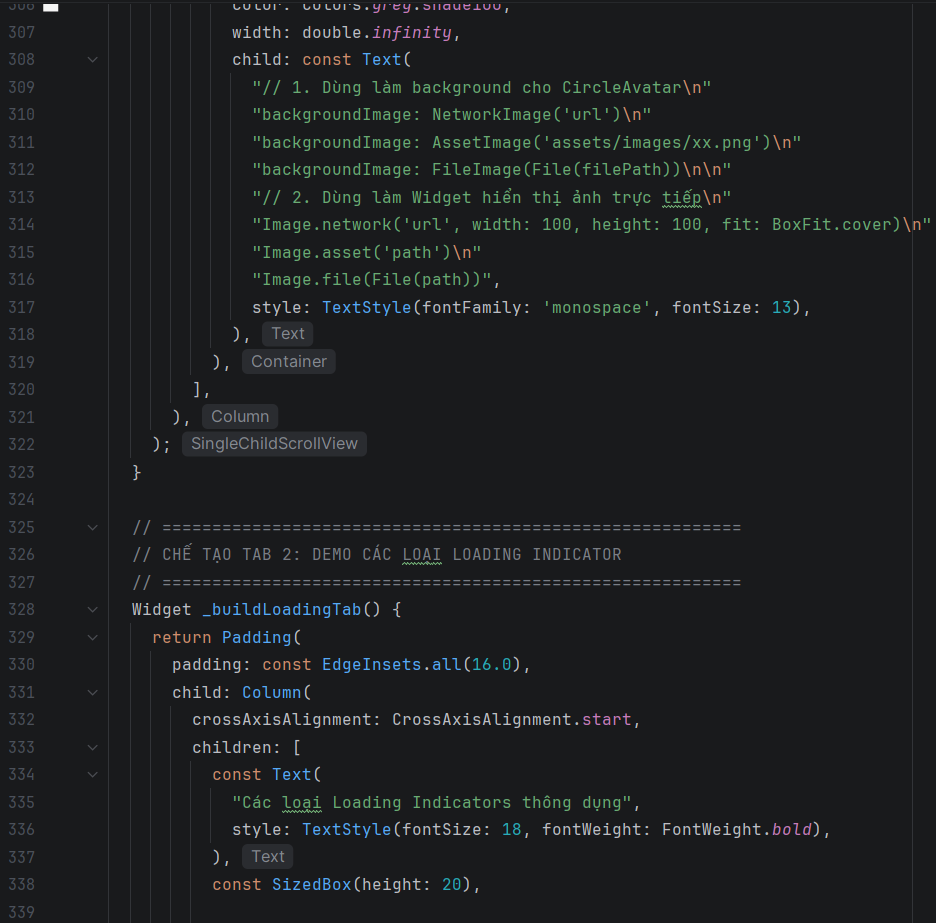 306 color: Colors.grey.shade100,
307 width: double.infinity,
308 child: const Text(
309 "// 1. Dùng làm background cho CircleAvatar\n"
310 "backgroundImage: NetworkImage('url')\n"
311 "backgroundImage: AssetImage('assets/images/xx.png')\n"
312 "backgroundImage: FileImage(File(filePath))\n\n"
313 "// 2. Dùng làm Widget hiển thị ảnh trực tiếp\n"
314 "Image.network('url', width: 100, height: 100, fit: BoxFit.cover)\n"
315 "Image.asset('path')\n"
316 "Image.file(File(path))",
317 style: TextStyle(fontFamily: 'monospace', fontSize: 13),
318 ), Text
319 ), Container
320 ],
321 ), Column
322 ); SingleChildScrollView
323 }
324
325 // ==========================================================
326 // CHẾ TẠO TAB 2: DEMO CÁC LOẠI LOADING INDICATOR
327 // ==========================================================
328 Widget _buildLoadingTab() {
329 return Padding(
330 padding: const EdgeInsets.all(16.0),
331 child: Column(
332 crossAxisAlignment: CrossAxisAlignment.start,
333 children: [
334 const Text(
335 "Các loại Loading Indicators thông dụng",
336 style: TextStyle(fontSize: 18, fontWeight: FontWeight.bold),
337 ), Text
338 const SizedBox(height: 20),
339